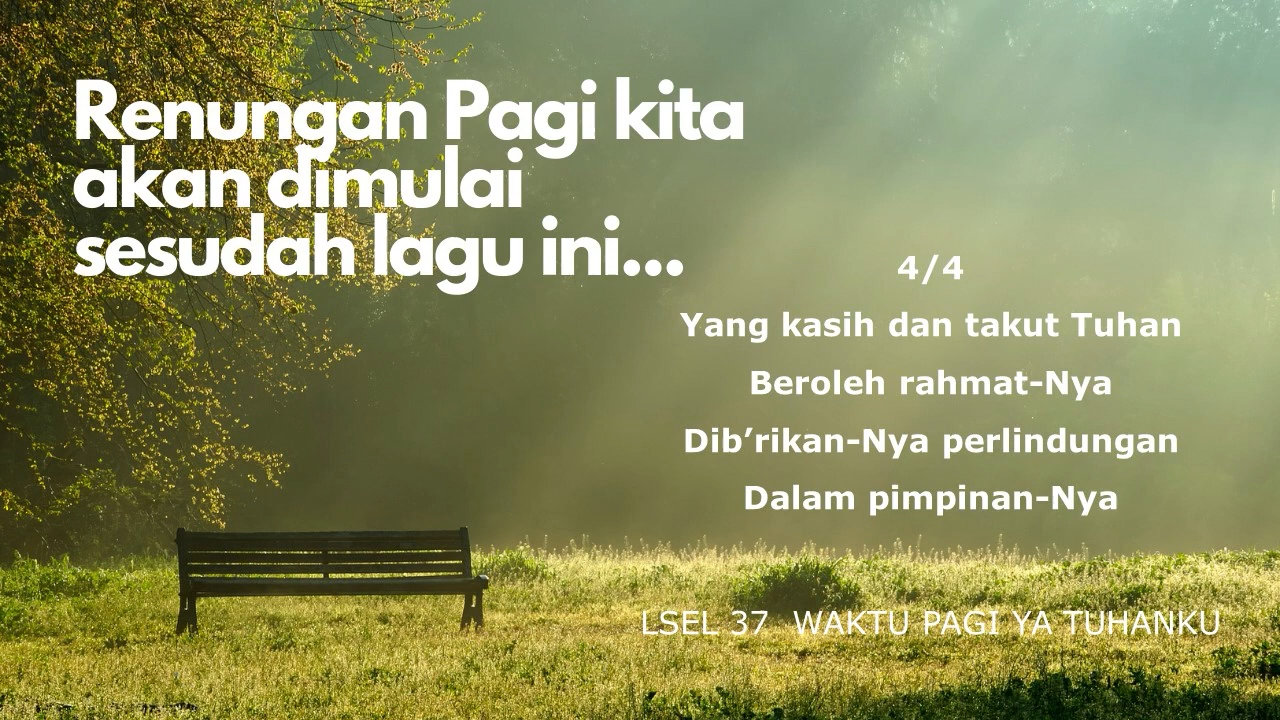 Renungan Pagi kita
akan dimulai
sesudah lagu ini...
4/4
Yang kasih dan takut Tuhan
Beroleh rahmat-Nya
Dib’rikan-Nya perlindungan
Dalam pimpinan-Nya
LSEL 37  WAKTU PAGI YA TUHANKU